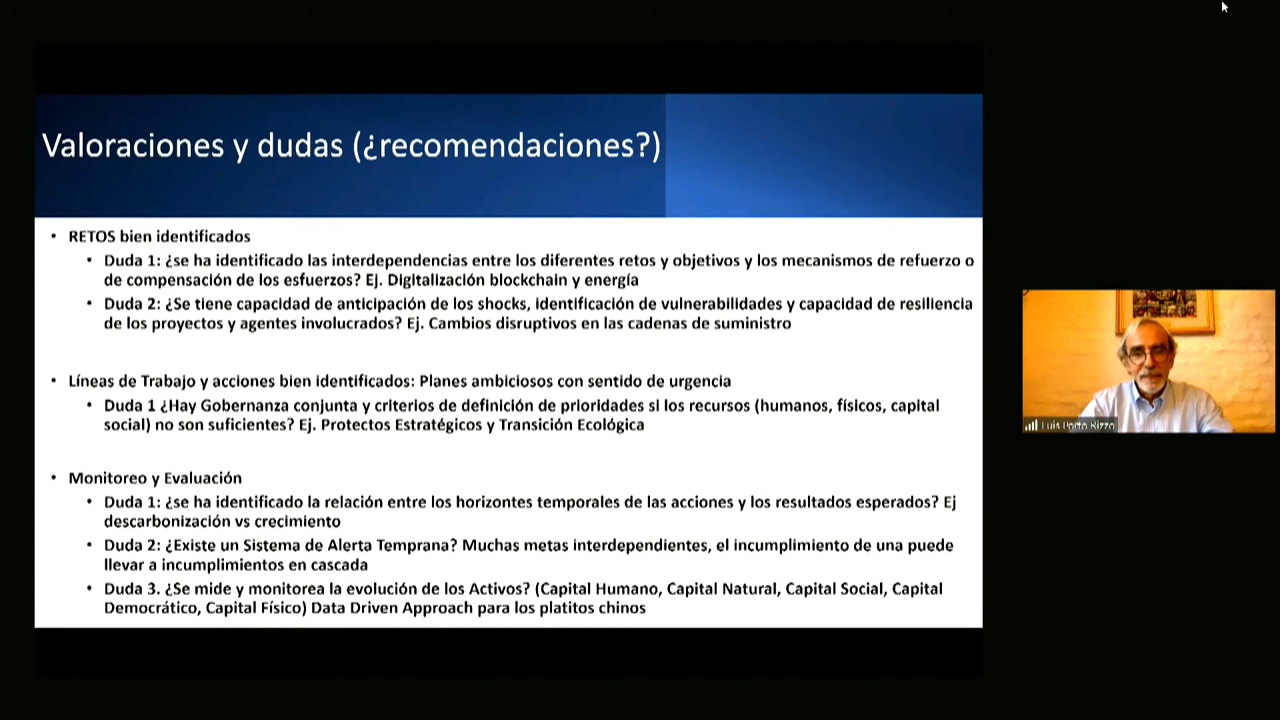 Valoraciones y dudas (¿recomendaciones?)
• RETOS bien identificados
• Duda 1: ¿se ha identificado las interdependencias entre los diferentes retos y objetivos y los mecanismos de refuerzo o
de compensación de los esfuerzos? Ej. Digitalización blockchain y energía
• Duda 2: ¿Se tiene capacidad de anticipación de los shocks, identificación de vulnerabilidades y capacidad de resiliencia
de los proyectos y agentes involucrados? Ej. Cambios disruptivos en las cadenas de suministro
• Líneas de Trabajo y acciones bien identificados: Planes ambiciosos con sentido de urgencia
• Duda 1 ¿Hay Gobernanza conjunta y criterios de definición de prioridades si los recursos (humanos, físicos, capital
social) no son suficientes? Ej. Protectos Estratégicos y Transición Ecológica
• Monitoreo y Evaluación
• Duda 1: ¿se ha identificado la relación entre los horizontes temporales de las acciones y los resultados esperados? Ej
descarbonización vs crecimiento
• Duda 2: ¿Existe un Sistema de Alerta Temprana? Muchas metas interdependientes, el incumplimiento de una puede
llevar a incumplimientos en cascada
• Duda 3. ¿Se mide y monitorea la evolución de los Activos? (Capital Humano, Capital Natural, Capital Social, Capital
Democrático, Capital Físico) Data Driven Approach para los platitos chinos
Luis Porto Rizzo